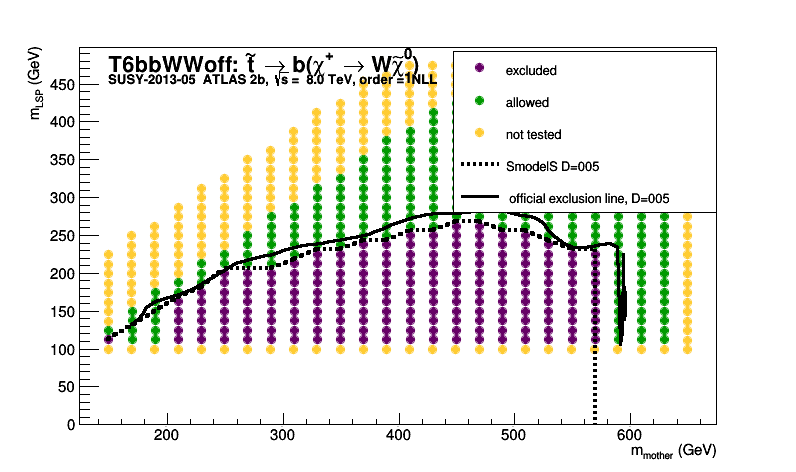 T6bbWWoff: t̃ → b(χ⁺ → Wχ̃⁰
SUSY-2013-05 ATLAS 2b, √s = 8.0 TeV, order =1NLL
m_LSP (GeV)
excluded
allowed
not tested
SmodelS D=005
official exclusion line, D=005
450
400
350
300
250
200
150
100
50
0
200 300 400 500 600
m_mother (GeV)